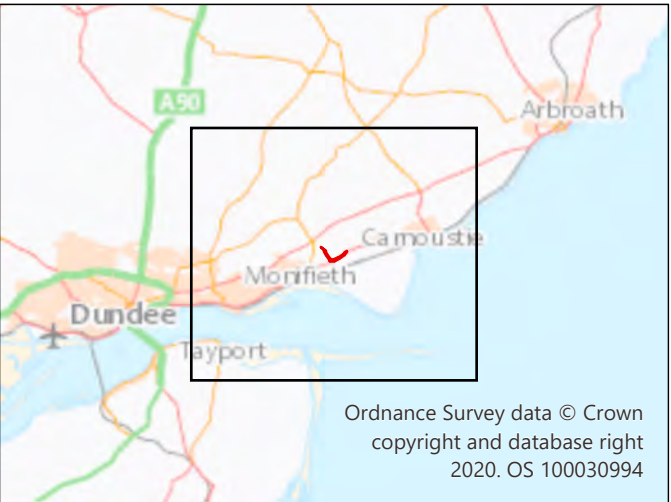 A90
Arbroath
Carnoustie
Monifieth
Dundee
Tayport
Ordnance Survey data © Crown
copyright and database right
2020. OS 100030994